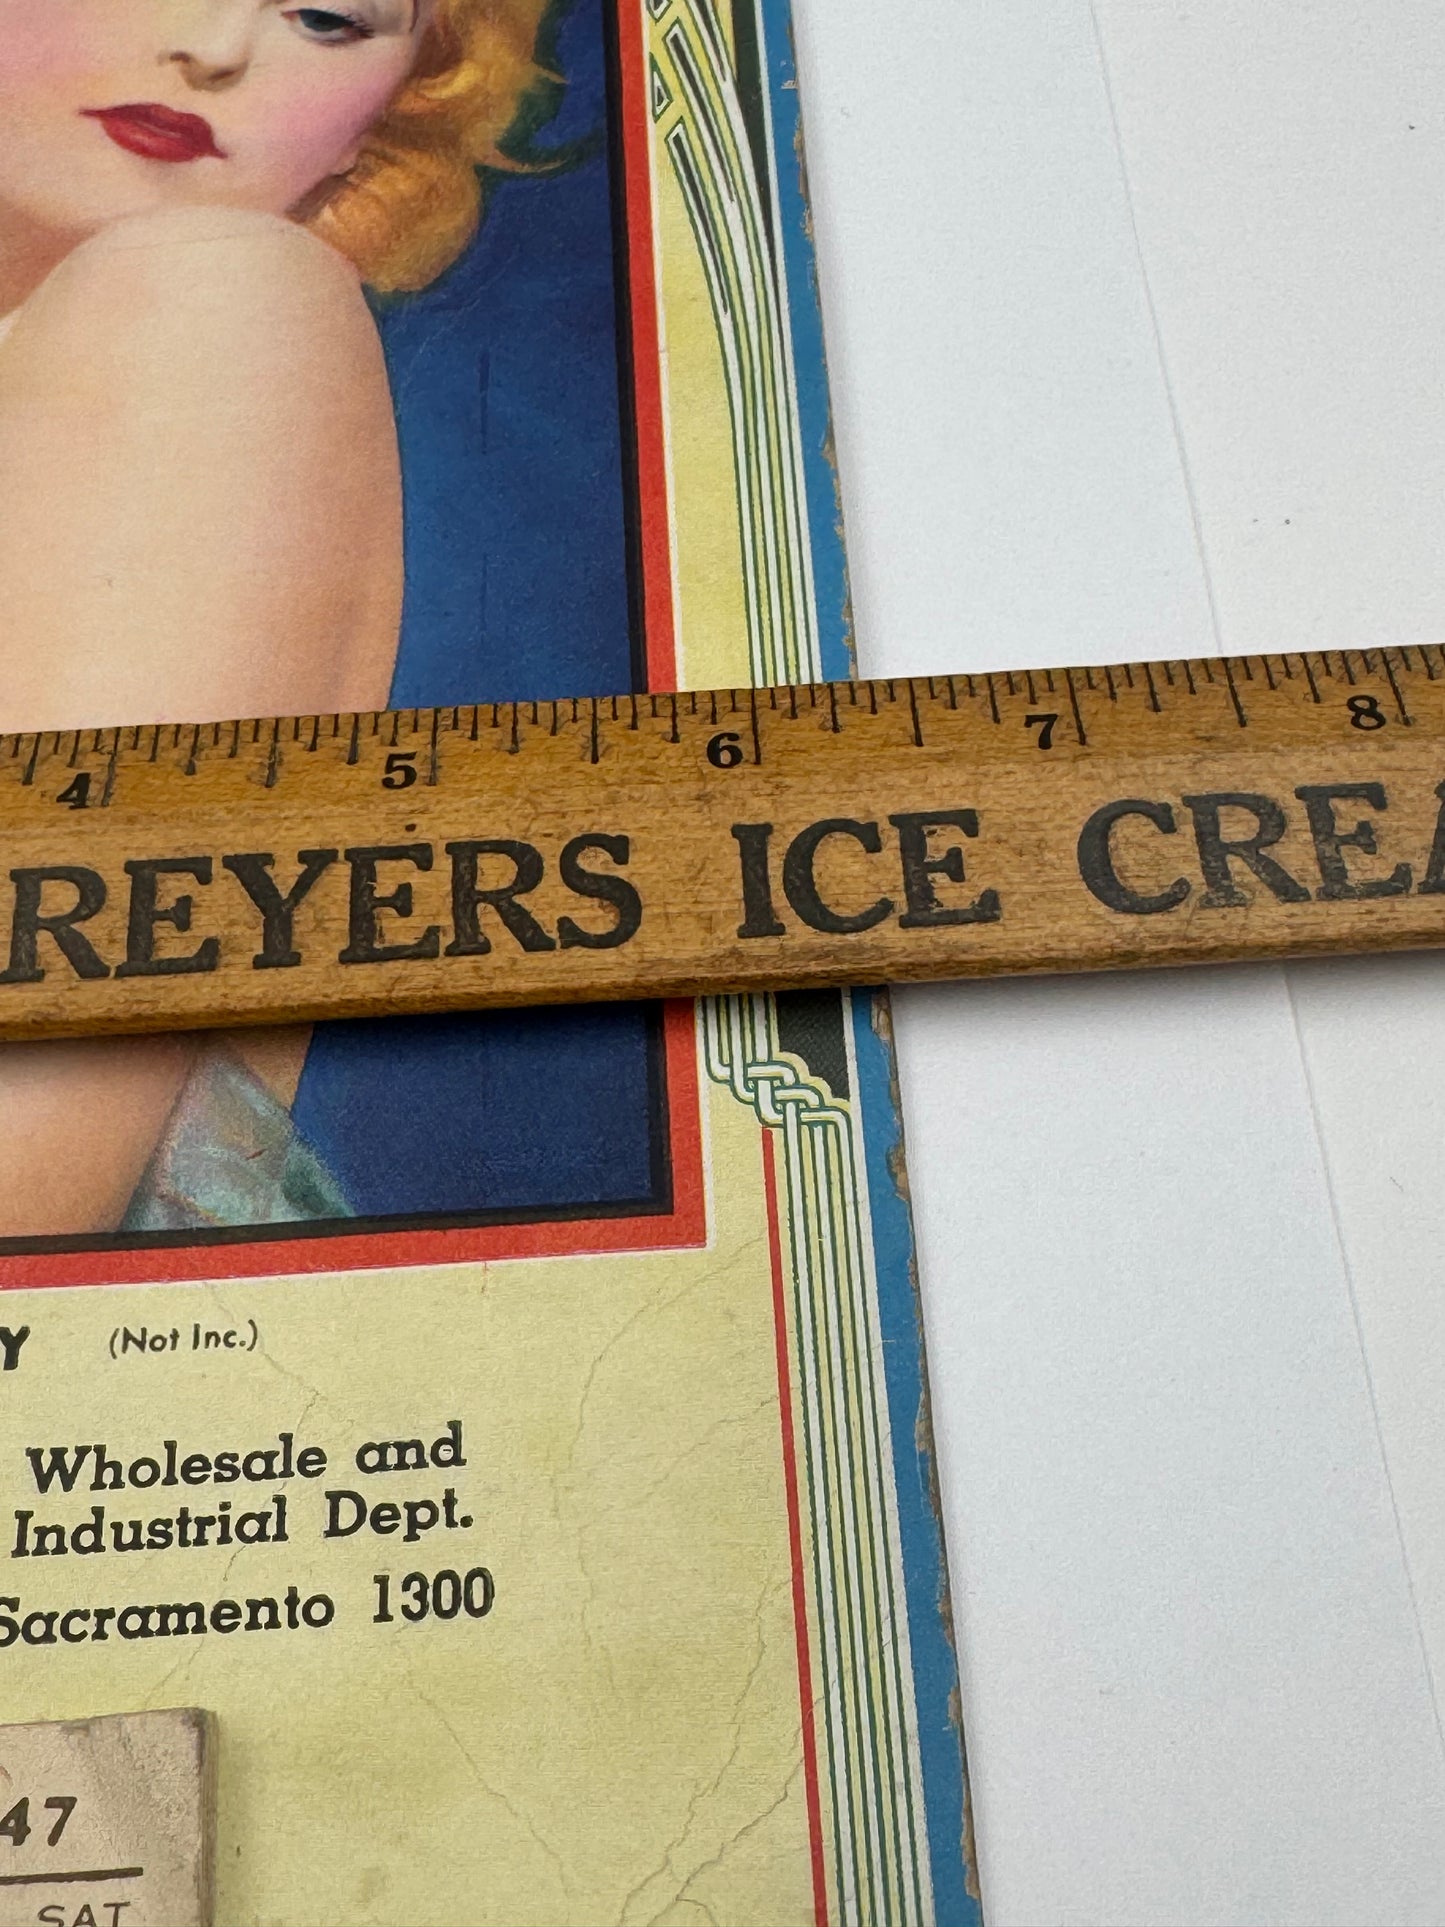 4 5 6 7 8
REYERS ICE CREA
Y (Not Inc.)
Wholesale and
Industrial Dept.
Sacramento 1300
47
SAT